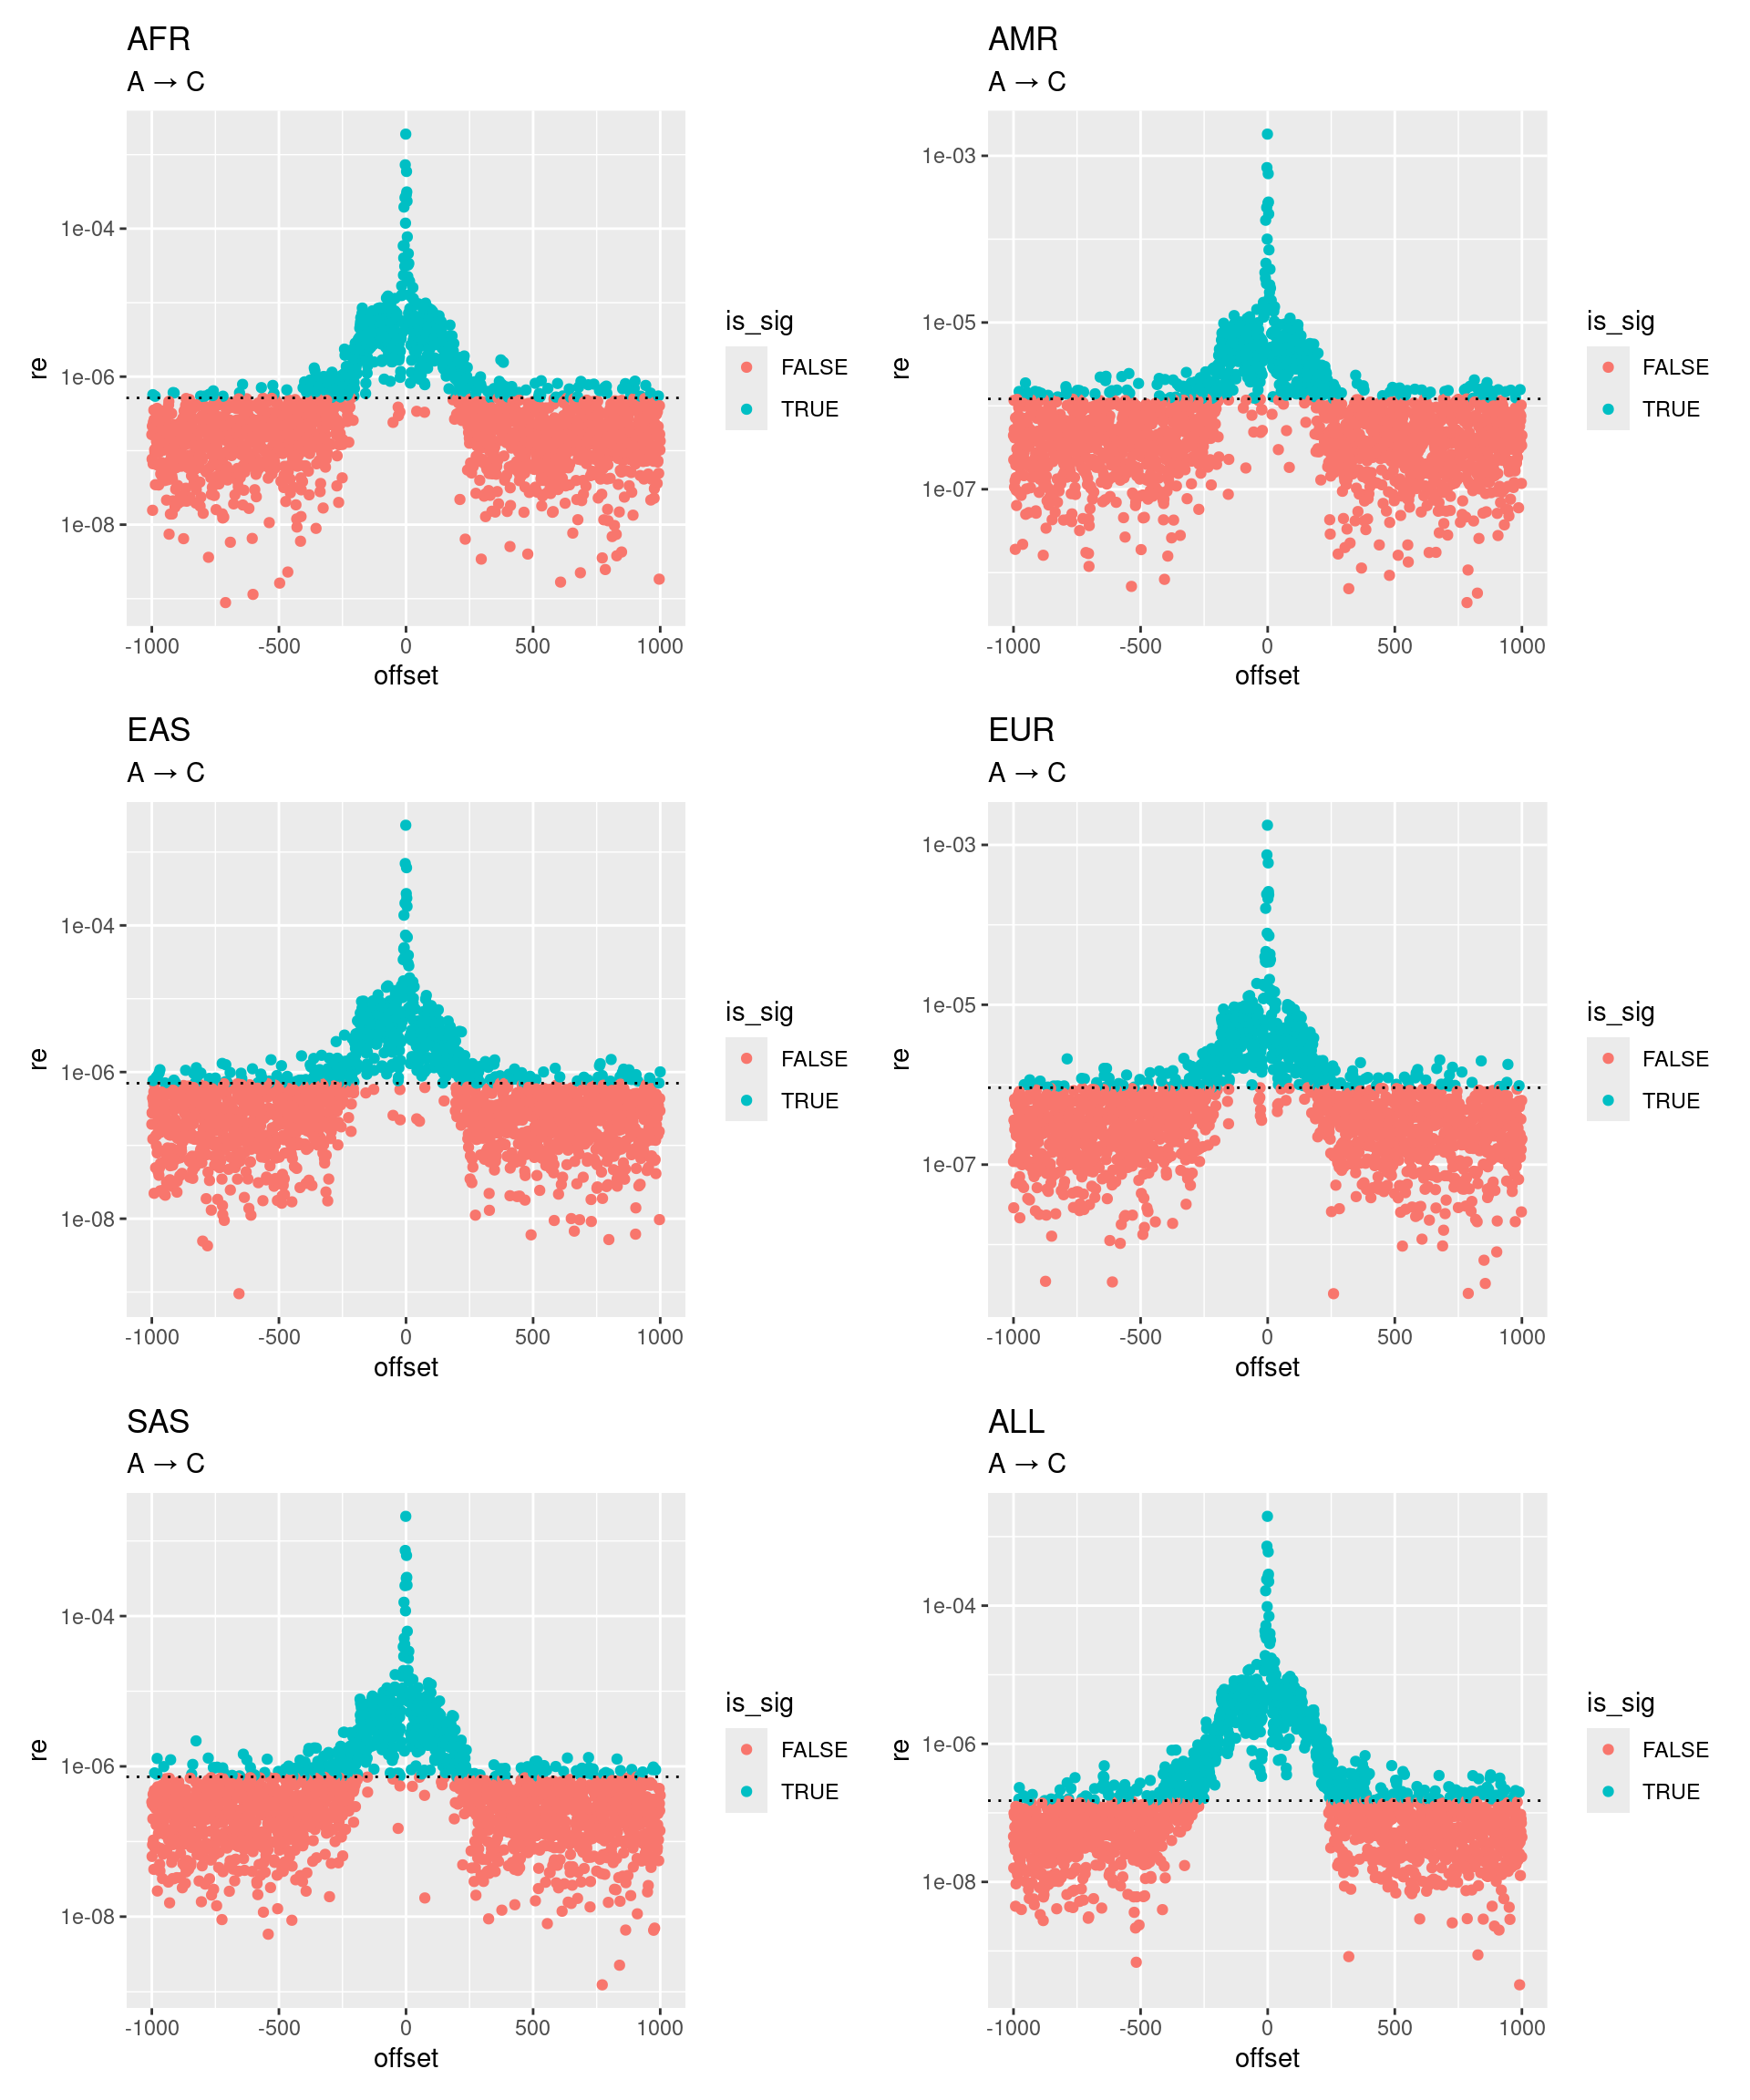 AFR
A → C
1e-04
1e-06
1e-08
re
-1000 -500 0 500 1000
offset
is_sig
FALSE
TRUE
AMR
A → C
1e-03
1e-05
1e-07
re
-1000 -500 0 500 1000
offset
is_sig
FALSE
TRUE
EAS
A → C
1e-04
1e-06
1e-08
re
-1000 -500 0 500 1000
offset
is_sig
FALSE
TRUE
EUR
A → C
1e-03
1e-05
1e-07
re
-1000 -500 0 500 1000
offset
is_sig
FALSE
TRUE
SAS
A → C
1e-04
1e-06
1e-08
re
-1000 -500 0 500 1000
offset
is_sig
FALSE
TRUE
ALL
A → C
1e-04
1e-06
1e-08
re
-1000 -500 0 500 1000
offset
is_sig
FALSE
TRUE